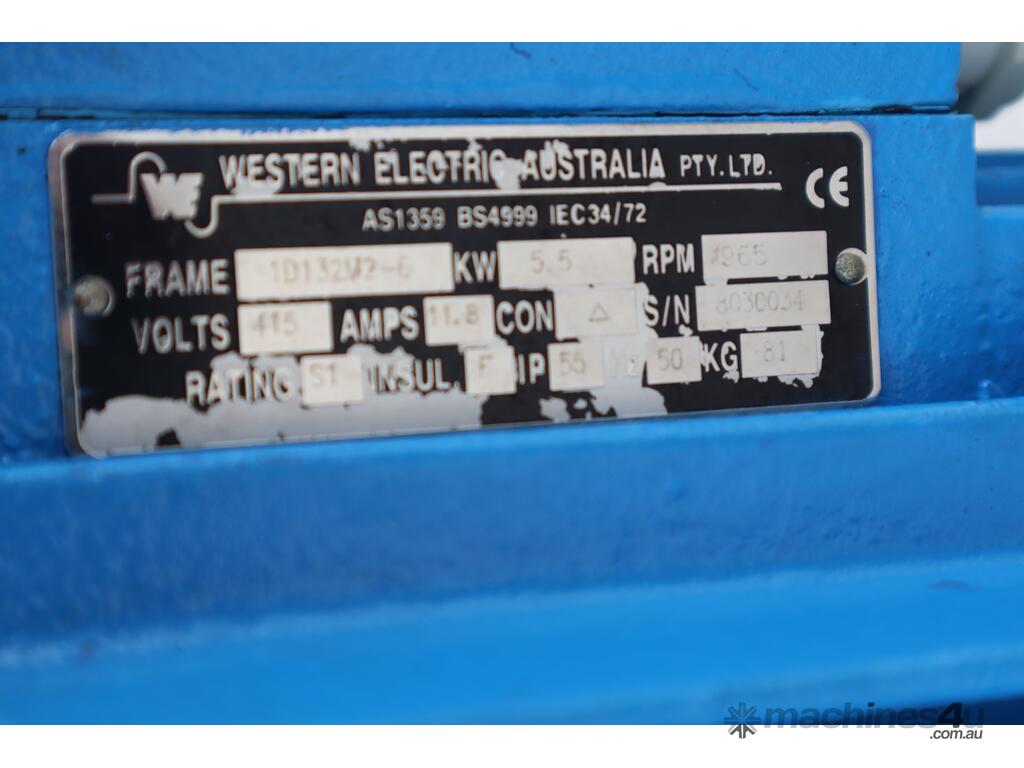 WE WESTERN ELECTRIC AUSTRALIA PTY.LTD. CE
AS1359 BS4999 IEC34/72
FRAME 1D132M2-6 KW 5.5 RPM 965
VOLTS 415 AMPS 11.8 CON △ S/N 8030034
RATING S1 INSUL. F IP 55 Hz 50 KG 81
machines4u
.com.au